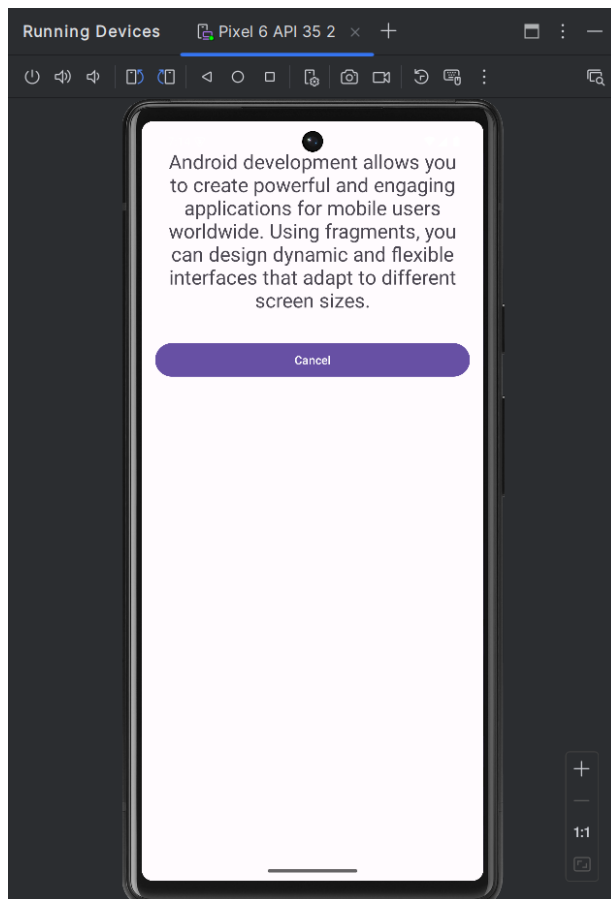 Running Devices
Pixel 6 API 35 2
Android development allows you
to create powerful and engaging
applications for mobile users
worldwide. Using fragments, you
can design dynamic and flexible
interfaces that adapt to different
screen sizes.
Cancel
1:1